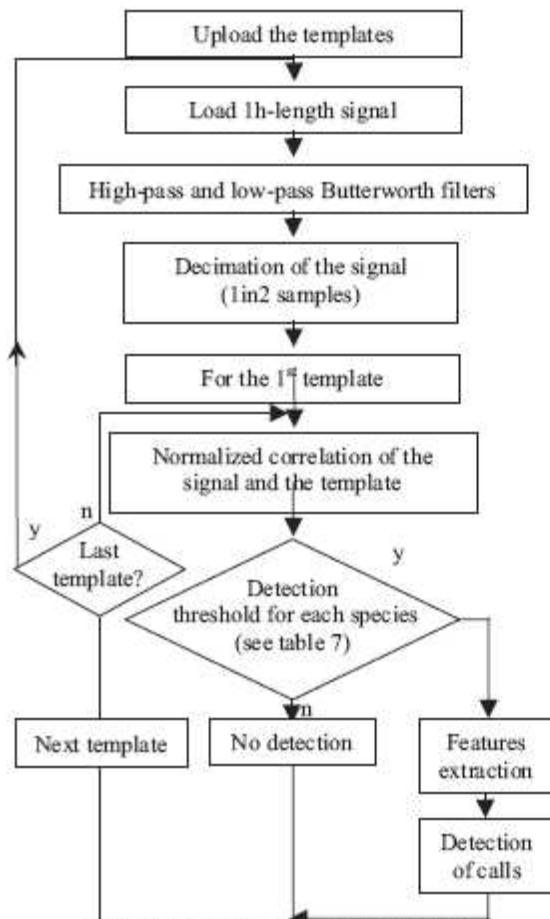 Upload the templates
Load 1h-length signal
High-pass and low-pass Butterworth filters
Decimation of the signal
(1in2 samples)
For the 1st template
Normalized correlation of the
signal and the template
n
y
Last
template?
y
Detection
threshold for each species
(see table 7)
n
Next template
No detection
Features
extraction
Detection
of calls